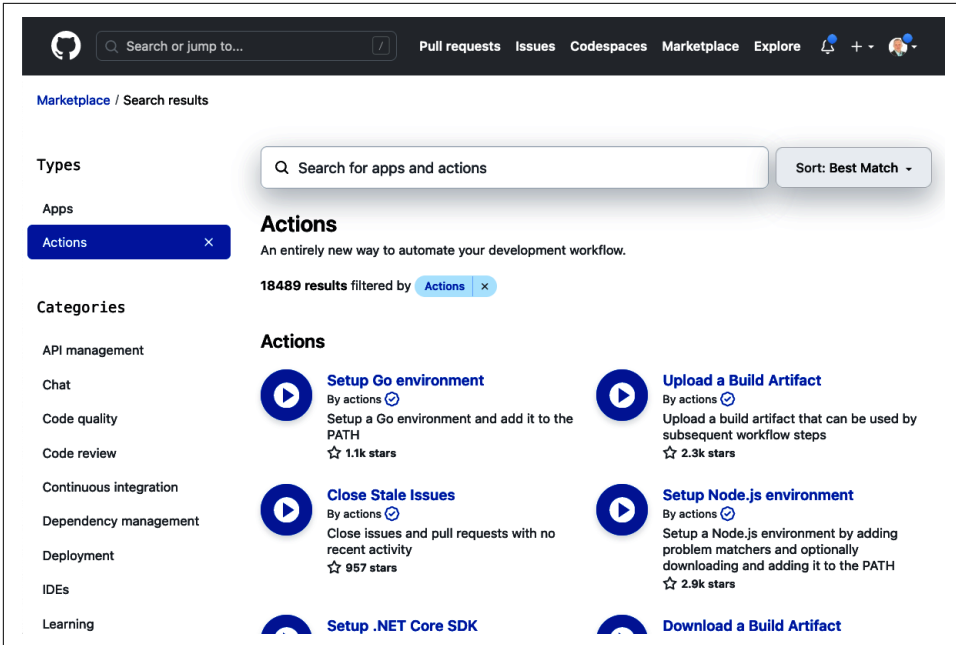 Search or jump to... /
Pull requests Issues Codespaces Marketplace Explore
Marketplace / Search results
Types
Apps
Actions
Categories
API management
Chat
Code quality
Code review
Continuous integration
Dependency management
Deployment
IDEs
Learning
Search for apps and actions
Sort: Best Match
Actions
An entirely new way to automate your development workflow.
18489 results filtered by Actions
Actions
Setup Go environment
By actions
Setup a Go environment and add it to the
PATH
1.1k stars
Upload a Build Artifact
By actions
Upload a build artifact that can be used by
subsequent workflow steps
2.3k stars
Close Stale Issues
By actions
Close issues and pull requests with no
recent activity
957 stars
Setup Node.js environment
By actions
Setup a Node.js environment by adding
problem matchers and optionally
downloading and adding it to the PATH
2.9k stars
Setup .NET Core SDK
Download a Build Artifact